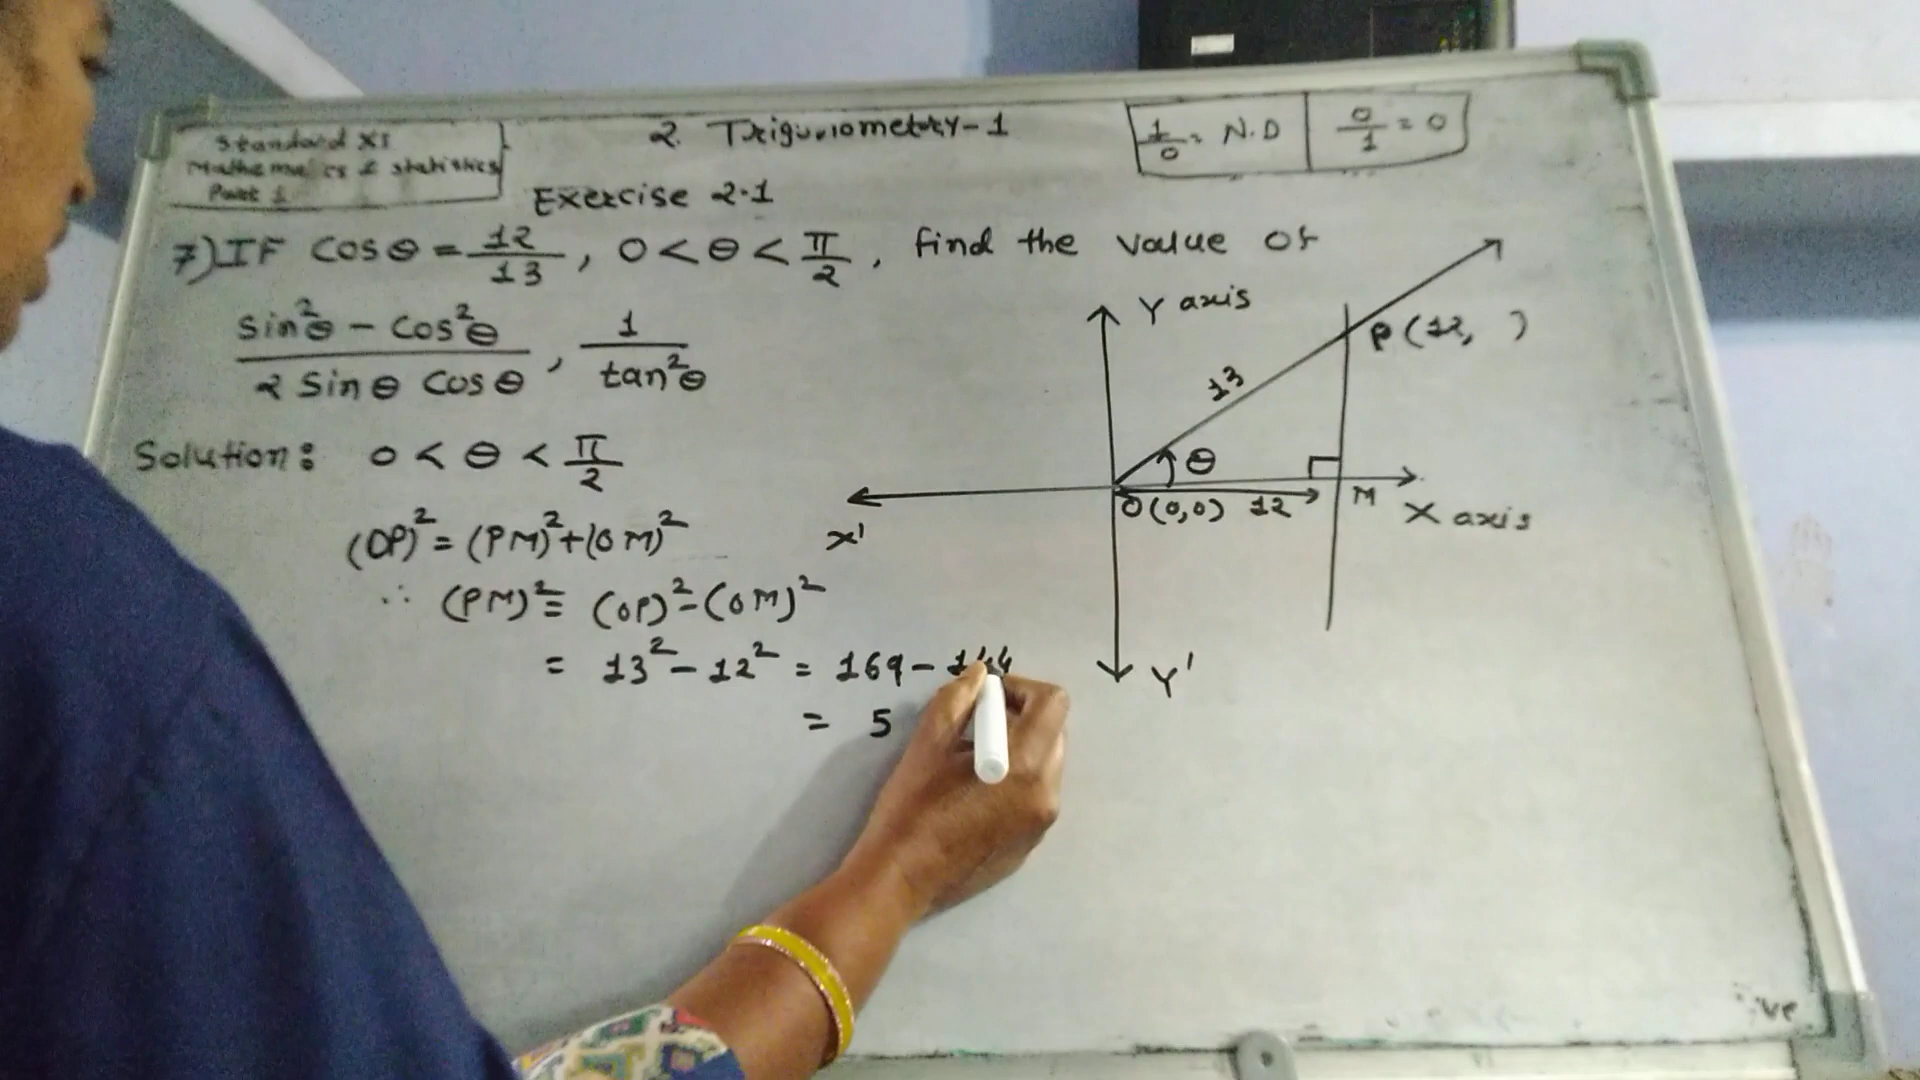 Standard XI
Mathematics & statistics
Part 1
2. Trigonometry-1
1/0 = N.D
0/1 = 0
Exercise 2.1
7) IF Cosθ = 12/13, 0 < θ < π/2, find the value of
(sin²θ - cos²θ)/(2 Sinθ Cosθ), 1/tan²θ
Solution: 0 < θ < π/2
(OP)² = (PM)² + (OM)²
∴ (PM)² = (OP)² - (OM)²
= 13² - 12² = 169 - 144
= 5
Y axis
P(12, )
13
θ
O(0,0) 12
M
X axis
X'
Y'